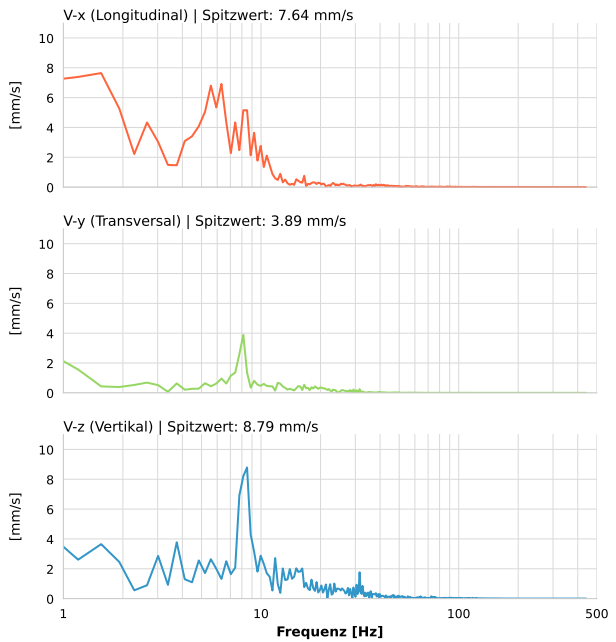 V-x (Longitudinal) | Spitzwert: 7.64 mm/s
10
8
6
4
2
0
[mm/s]
V-y (Transversal) | Spitzwert: 3.89 mm/s
10
8
6
4
2
0
[mm/s]
V-z (Vertikal) | Spitzwert: 8.79 mm/s
10
8
6
4
2
0
[mm/s]
1 10 100 500
Frequenz [Hz]